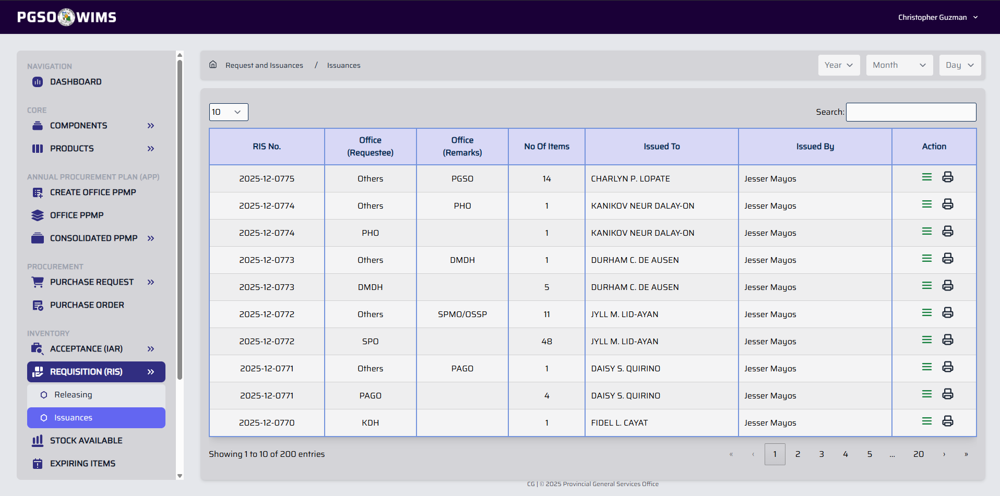 PGSO WIMS
Christopher Guzman
NAVIGATION
DASHBOARD
CORE
COMPONENTS
PRODUCTS
ANNUAL PROCUREMENT PLAN (APP)
CREATE OFFICE PPMP
OFFICE PPMP
CONSOLIDATED PPMP
PROCUREMENT
PURCHASE REQUEST
PURCHASE ORDER
INVENTORY
ACCEPTANCE (IAR)
REQUISITION (RIS)
Releasing
Issuances
STOCK AVAILABLE
EXPIRING ITEMS
Request and Issuances / Issuances
Year Month Day
10 Search:
RIS No. Office (Requestee) Office (Remarks) No Of Items Issued To Issued By Action
2025-12-0775 Others PGSO 14 CHARLYN P. LOPATE Jesser Mayos
2025-12-0774 Others PHO 1 KANIKOV NEUR DALAY-ON Jesser Mayos
2025-12-0774 PHO 1 KANIKOV NEUR DALAY-ON Jesser Mayos
2025-12-0773 Others DMDH 1 DURHAM C. DE AUSEN Jesser Mayos
2025-12-0773 DMDH 5 DURHAM C. DE AUSEN Jesser Mayos
2025-12-0772 Others SPMO/OSSP 11 JYLL M. LID-AYAN Jesser Mayos
2025-12-0772 SPO 48 JYLL M. LID-AYAN Jesser Mayos
2025-12-0771 Others PAGO 1 DAISY S. QUIRINO Jesser Mayos
2025-12-0771 PAGO 4 DAISY S. QUIRINO Jesser Mayos
2025-12-0770 KDH 1 FIDEL L. CAYAT Jesser Mayos
Showing 1 to 10 of 200 entries
« ‹ 1 2 3 4 5 ... 20 › »
CG | © 2025 Provincial General Services Office